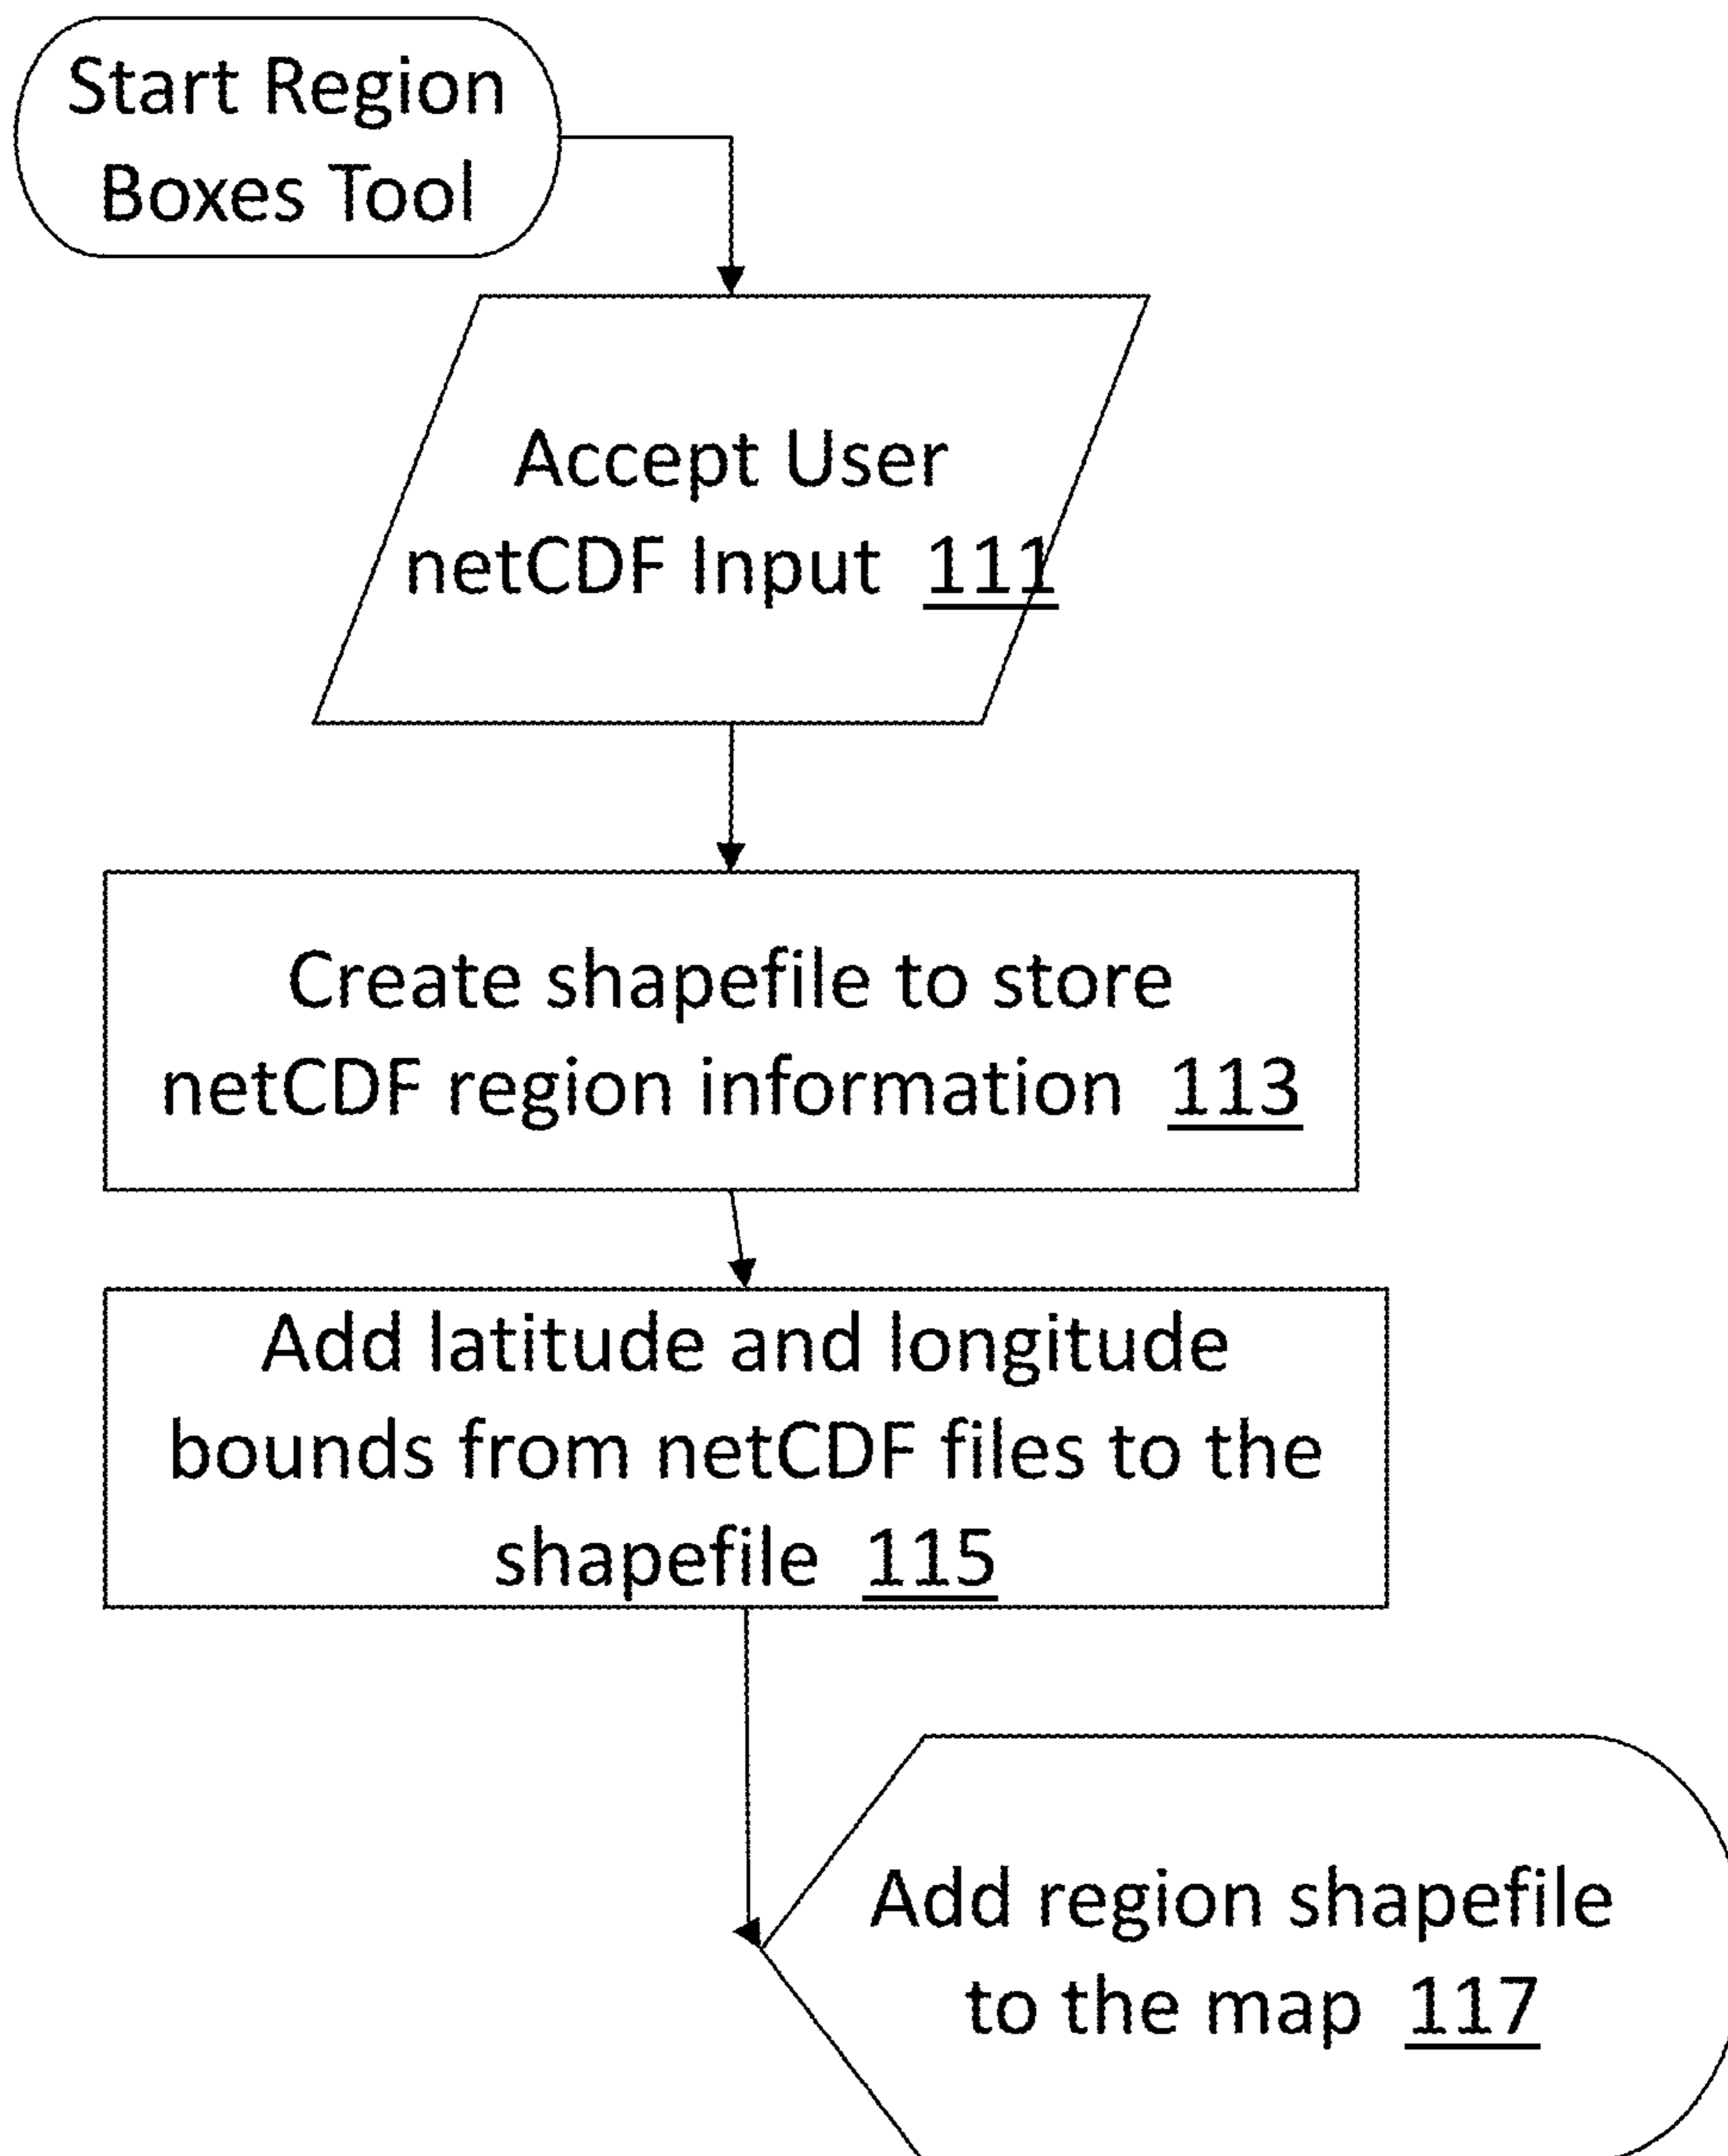 Start Region
Boxes Tool
Accept User
netCDF Input 111
Create shapefile to store
netCDF region information 113
Add latitude and longitude
bounds from netCDF files to the
shapefile 115
Add region shapefile
to the map 117